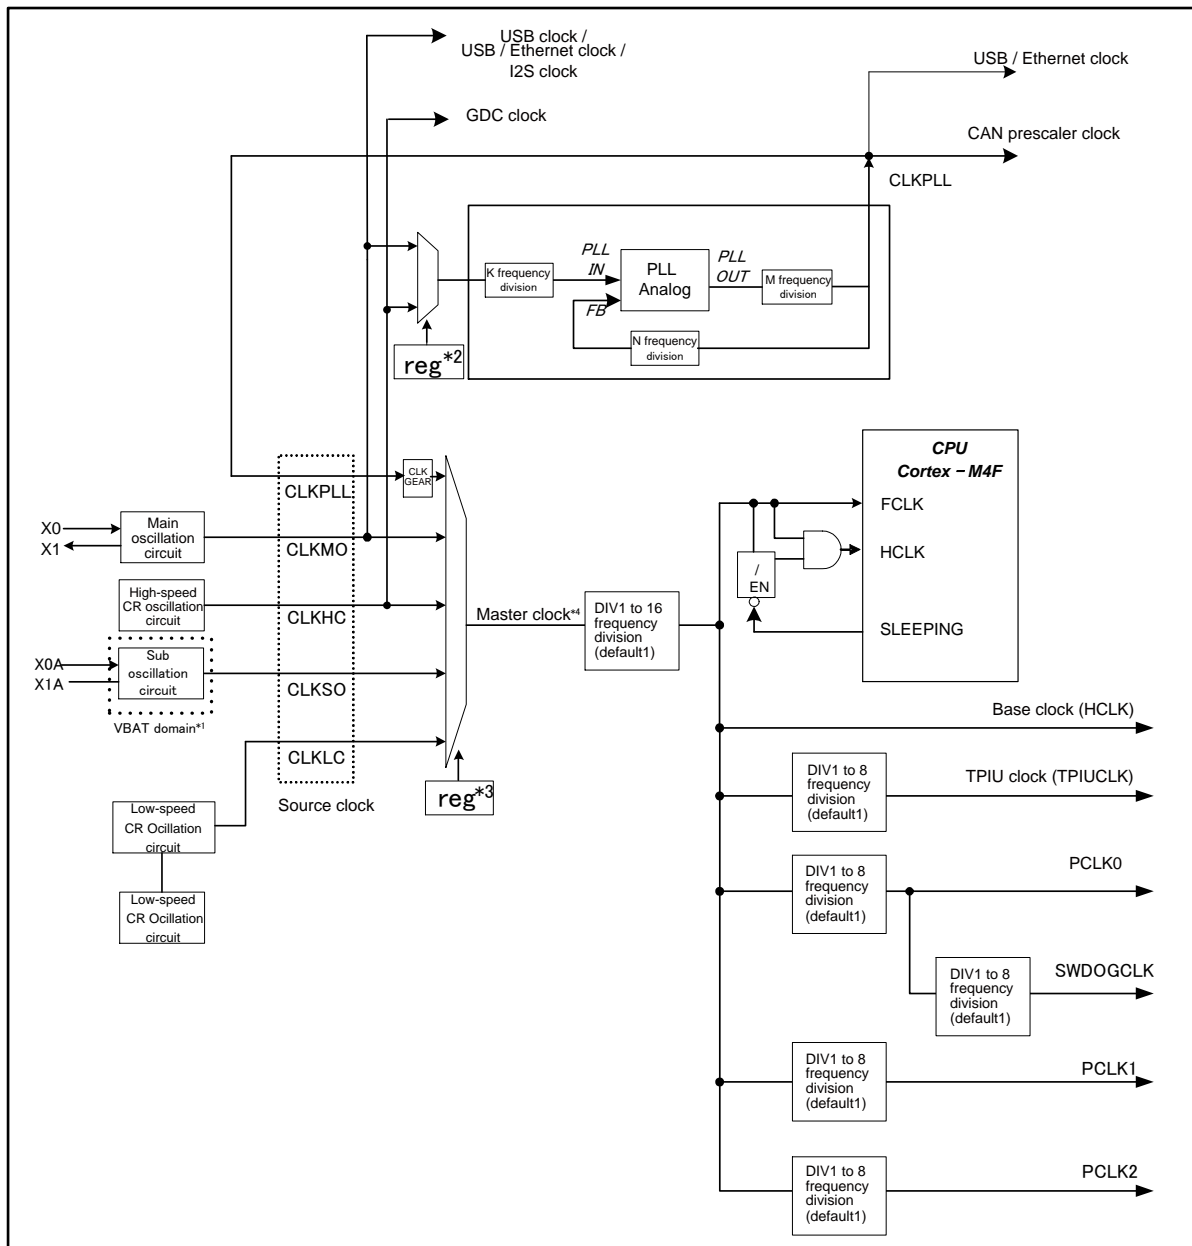 USB clock /
USB / Ethernet clock /
I2S clock
USB / Ethernet clock
GDC clock
CAN prescaler clock
CLKPLL
K frequency
division
PLL
IN
FB
PLL
Analog
PLL
OUT
M frequency
division
N frequency
division
reg*2
CPU
Cortex-M4F
FCLK
HCLK
SLEEPING
/
EN
CLK
GEAR
CLKPLL
X0
X1
Main
oscillation
circuit
CLKMO
High-speed
CR oscillation
circuit
CLKHC
Master clock*4
DIV1 to 16
frequency
division
(default1)
X0A
X1A
Sub
oscillation
circuit
VBAT domain*1
CLKSO
CLKLC
Source clock
reg*3
Low-speed
CR Ocillation
circuit
Low-speed
CR Ocillation
circuit
Base clock (HCLK)
DIV1 to 8
frequency
division
(default1)
TPIU clock (TPIUCLK)
DIV1 to 8
frequency
division
(default1)
PCLK0
DIV1 to 8
frequency
division
(default1)
SWDOGCLK
DIV1 to 8
frequency
division
(default1)
PCLK1
DIV1 to 8
frequency
division
(default1)
PCLK2